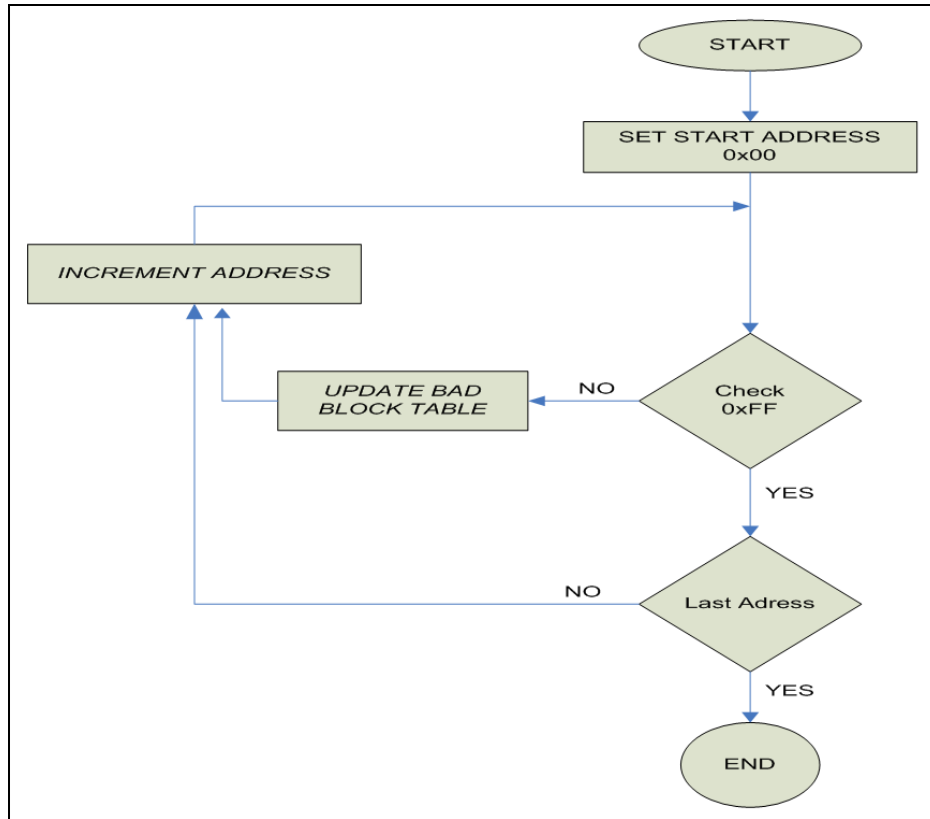 START
SET START ADDRESS
0x00
INCREMENT ADDRESS
UPDATE BAD
BLOCK TABLE
NO
Check
0xFF
YES
NO
Last Adress
YES
END